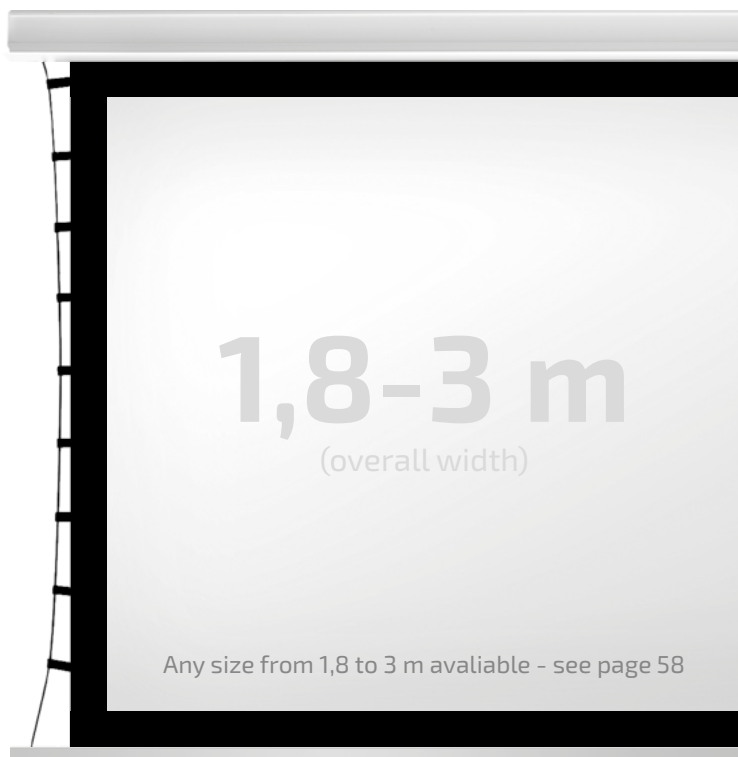 1,8-3 m
(overall width)
Any size from 1,8 to 3 m avaliable - see page 58